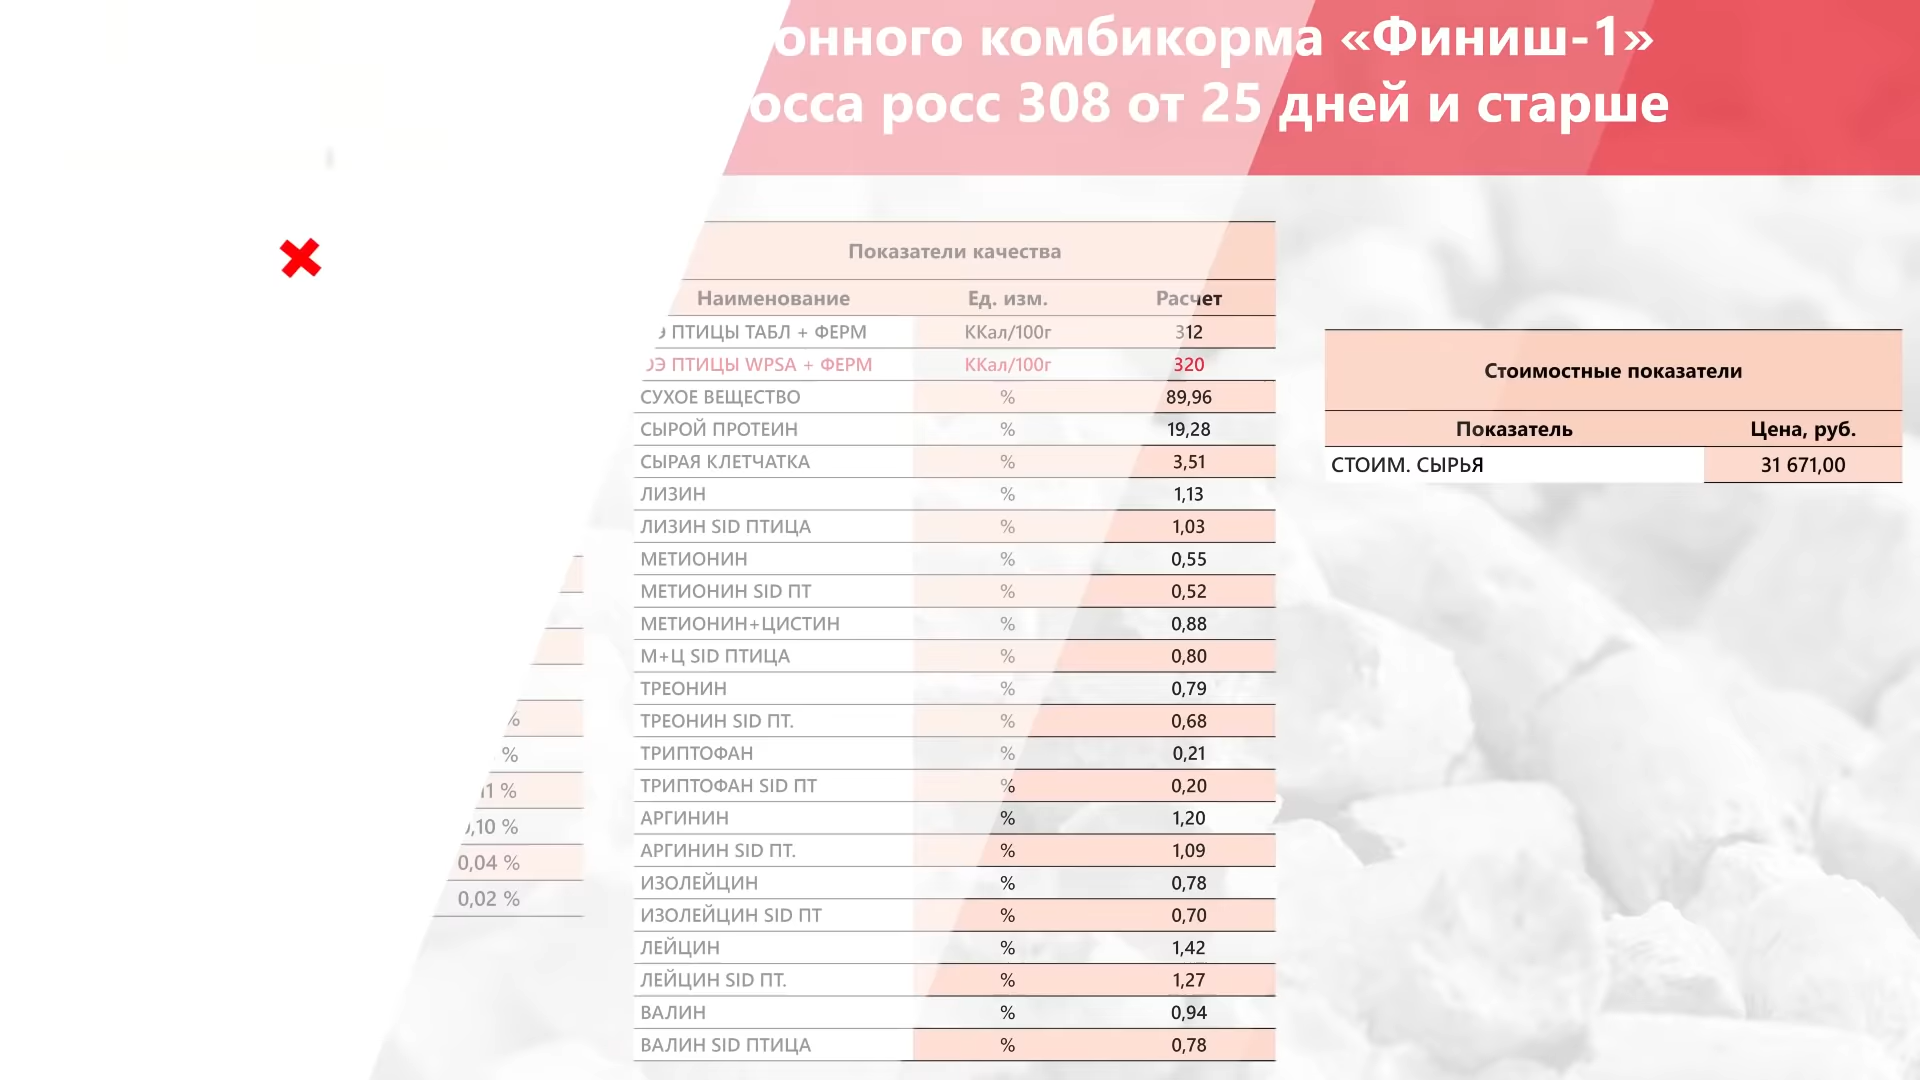 онного комбикорма «Финиш-1»
осса росс 308 от 25 дней и старше
Показатели качества
Наименование Ед. изм. Расчет
ПТИЦЫ ТАБЛ + ФЕРМ ККал/100г 312
ОЭ ПТИЦЫ WPSA + ФЕРМ ККал/100г 320
СУХОЕ ВЕЩЕСТВО % 89,96
СЫРОЙ ПРОТЕИН % 19,28
СЫРАЯ КЛЕТЧАТКА % 3,51
ЛИЗИН % 1,13
ЛИЗИН SID ПТИЦА % 1,03
МЕТИОНИН % 0,55
МЕТИОНИН SID ПТ % 0,52
МЕТИОНИН+ЦИСТИН % 0,88
М+Ц SID ПТИЦА % 0,80
ТРЕОНИН % 0,79
ТРЕОНИН SID ПТ. % 0,68
ТРИПТОФАН % 0,21
ТРИПТОФАН SID ПТ % 0,20
АРГИНИН % 1,20
АРГИНИН SID ПТ. % 1,09
ИЗОЛЕЙЦИН % 0,78
ИЗОЛЕЙЦИН SID ПТ % 0,70
ЛЕЙЦИН % 1,42
ЛЕЙЦИН SID ПТ. % 1,27
ВАЛИН % 0,94
ВАЛИН SID ПТИЦА % 0,78
%
%
11 %
,10 %
0,04 %
0,02 %
Стоимостные показатели
Показатель Цена, руб.
СТОИМ. СЫРЬЯ 31 671,00